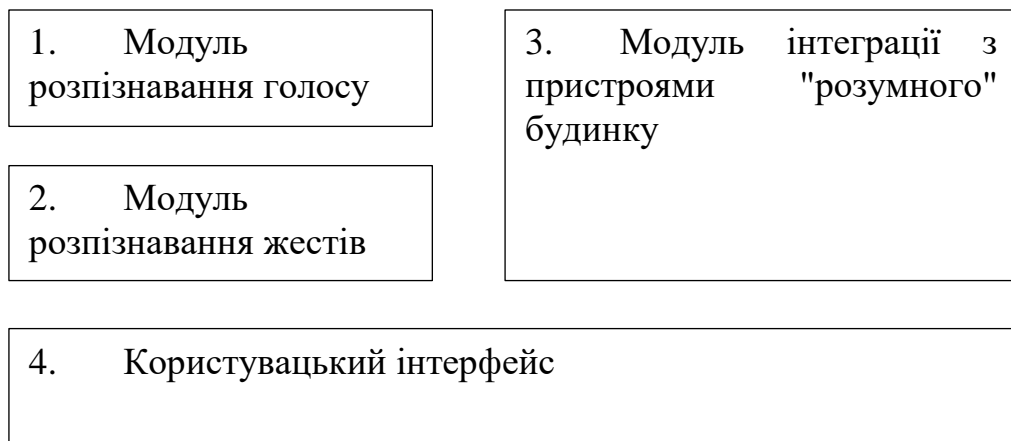 1. Модуль
розпізнавання голосу
2. Модуль
розпізнавання жестів
3. Модуль інтеграції з
пристроями "розумного"
будинку
4. Користувацький інтерфейс